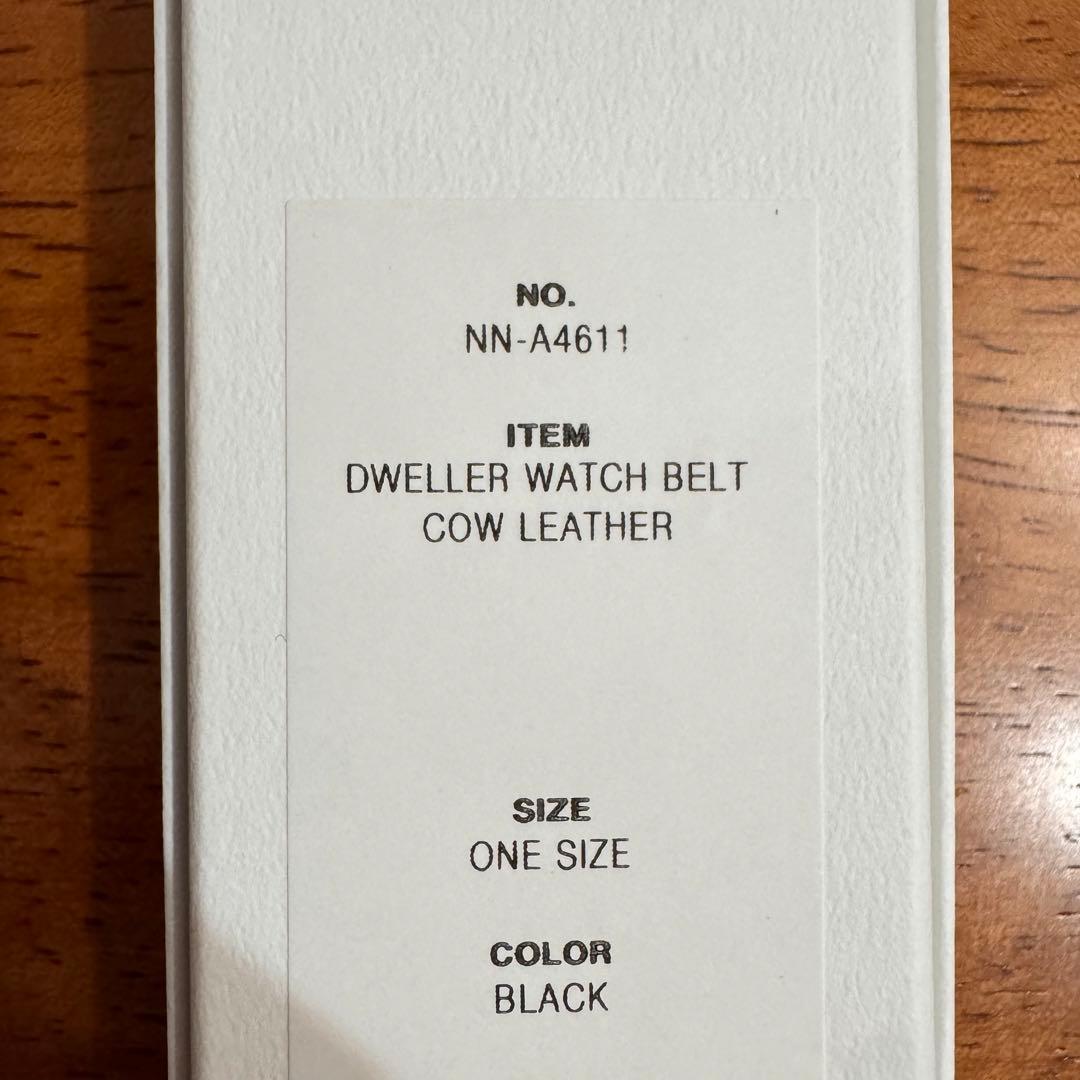 NO.
NN-A4611
ITEM
DWELLER WATCH BELT
COW LEATHER
SIZE
ONE SIZE
COLOR
BLACK